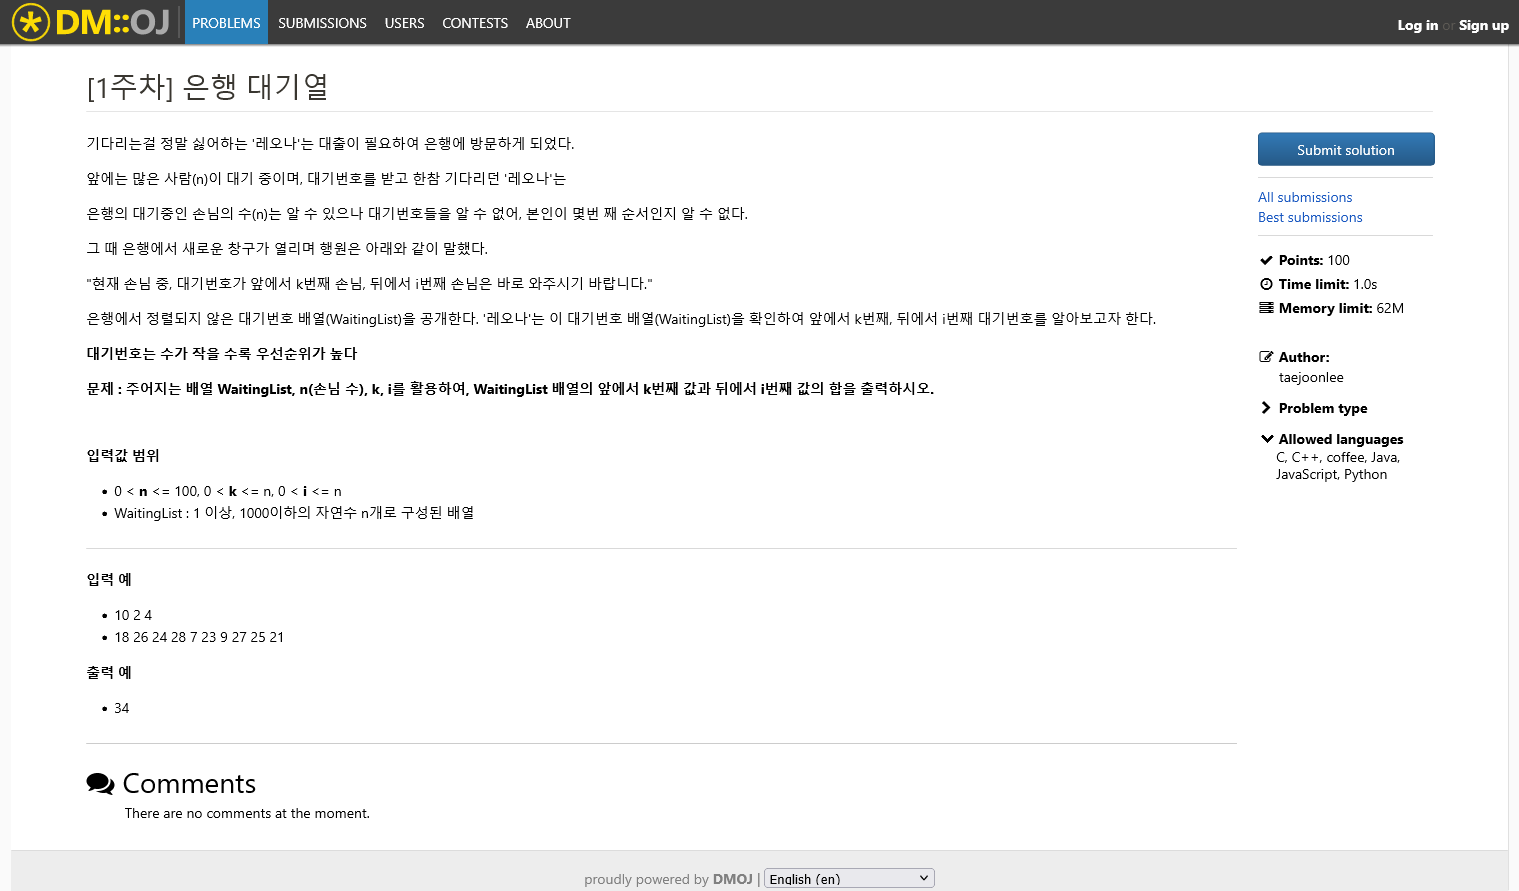 DM::OJ PROBLEMS SUBMISSIONS USERS CONTESTS ABOUT Log in or Sign up
[1주차] 은행 대기열
기다리는걸 정말 싫어하는 '레오나'는 대출이 필요하여 은행에 방문하게 되었다.
앞에는 많은 사람(n)이 대기 중이며, 대기번호를 받고 한참 기다리던 '레오나'는
은행의 대기중인 손님의 수(n)는 알 수 있으나 대기번호들을 알 수 없어, 본인이 몇번 째 순서인지 알 수 없다.
그 때 은행에서 새로운 창구가 열리며 행원은 아래와 같이 말했다.
"현재 손님 중, 대기번호가 앞에서 k번째 손님, 뒤에서 i번째 손님은 바로 와주시기 바랍니다."
은행에서 정렬되지 않은 대기번호 배열(WaitingList)을 공개한다. '레오나'는 이 대기번호 배열(WaitingList)을 확인하여 앞에서 k번째, 뒤에서 i번째 대기번호를 알아보고자 한다.
대기번호는 수가 작을 수록 우선순위가 높다
문제 : 주어지는 배열 WaitingList, n(손님 수), k, i를 활용하여, WaitingList 배열의 앞에서 k번째 값과 뒤에서 i번째 값의 합을 출력하시오.
입력값 범위
• 0 < n <= 100, 0 < k <= n, 0 < i <= n
• WaitingList : 1 이상, 1000이하의 자연수 n개로 구성된 배열
입력 예
• 10 2 4
• 18 26 24 28 7 23 9 27 25 21
출력 예
• 34
Submit solution
All submissions
Best submissions
Points: 100
Time limit: 1.0s
Memory limit: 62M
Author:
taejoonlee
Problem type
Allowed languages
C, C++, coffee, Java,
JavaScript, Python
Comments
There are no comments at the moment.
proudly powered by DMOJ | English (en)